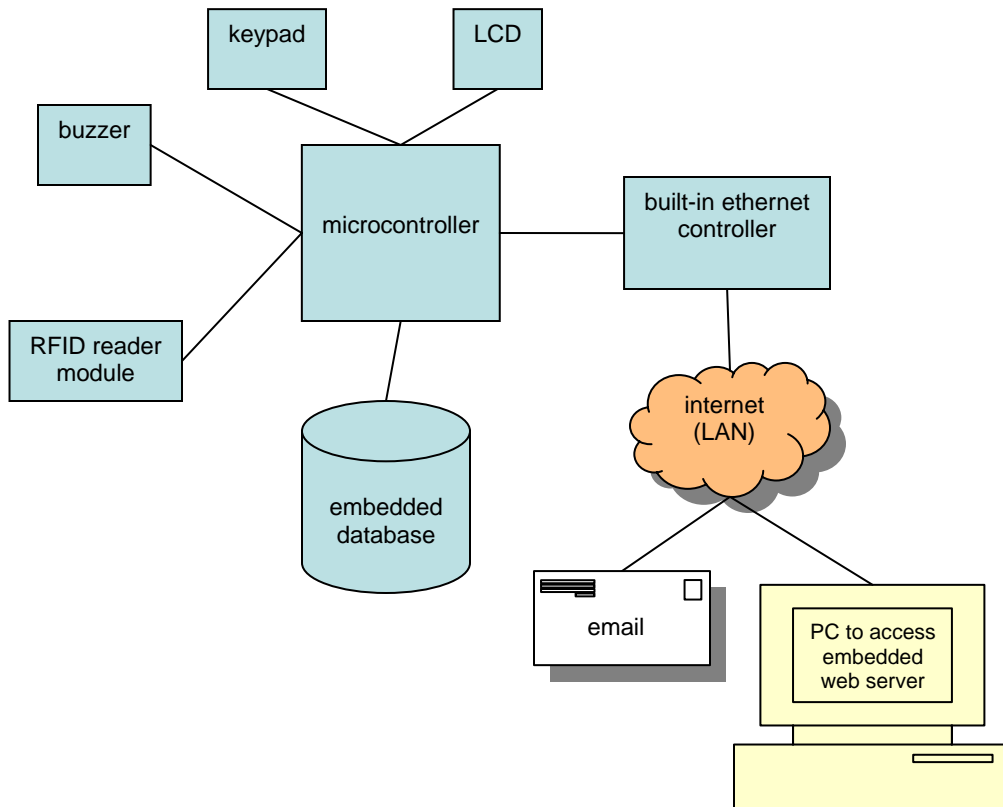 keypad
LCD
buzzer
microcontroller
built-in ethernet
controller
RFID reader
module
internet
(LAN)
embedded
database
email
PC to access
embedded
web server